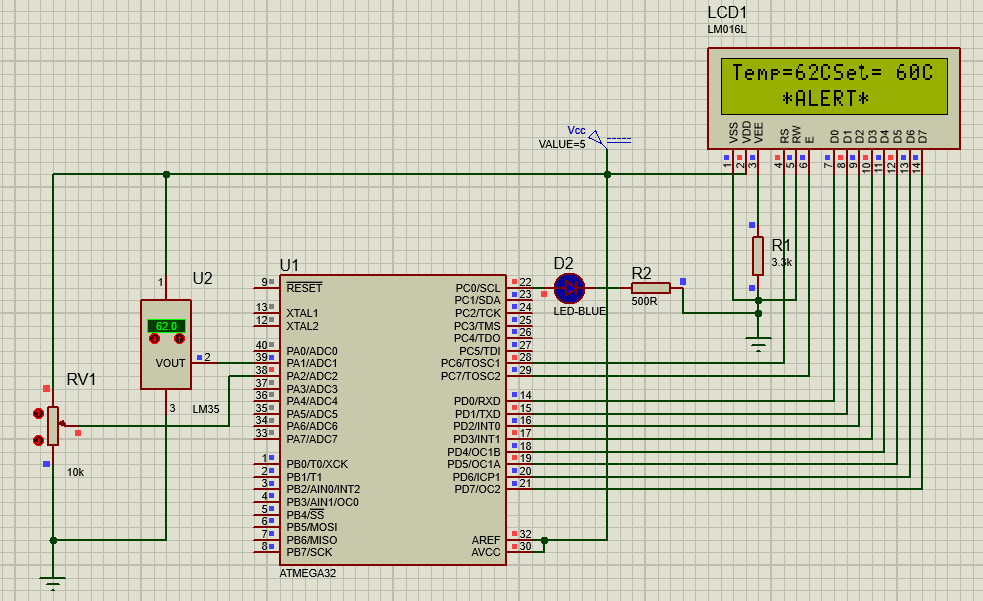 LCD1
LM016L
Temp=62CSet= 60C
*ALERT*
VSS
VDD
VEE
RS
RW
E
D0
D1
D2
D3
D4
D5
D6
D7
1
2
3
4
5
6
7
8
9
10
11
12
13
14
Vcc
VALUE=5
R1
3.3k
U2
1
62.0
VOUT
2
3
LM35
RV1
10k
U1
9 RESET
13 XTAL1
12 XTAL2
40 PA0/ADC0
39 PA1/ADC1
38 PA2/ADC2
37 PA3/ADC3
36 PA4/ADC4
35 PA5/ADC5
34 PA6/ADC6
33 PA7/ADC7
1 PB0/T0/XCK
2 PB1/T1
3 PB2/AIN0/INT2
4 PB3/AIN1/OC0
5 PB4/SS
6 PB5/MOSI
7 PB6/MISO
8 PB7/SCK
PC0/SCL 22
PC1/SDA 23
PC2/TCK 24
PC3/TMS 25
PC4/TDO 26
PC5/TDI 27
PC6/TOSC1 28
PC7/TOSC2 29
PD0/RXD 14
PD1/TXD 15
PD2/INT0 16
PD3/INT1 17
PD4/OC1B 18
PD5/OC1A 19
PD6/ICP1 20
PD7/OC2 21
AREF 32
AVCC 30
ATMEGA32
D2
LED-BLUE
R2
500R